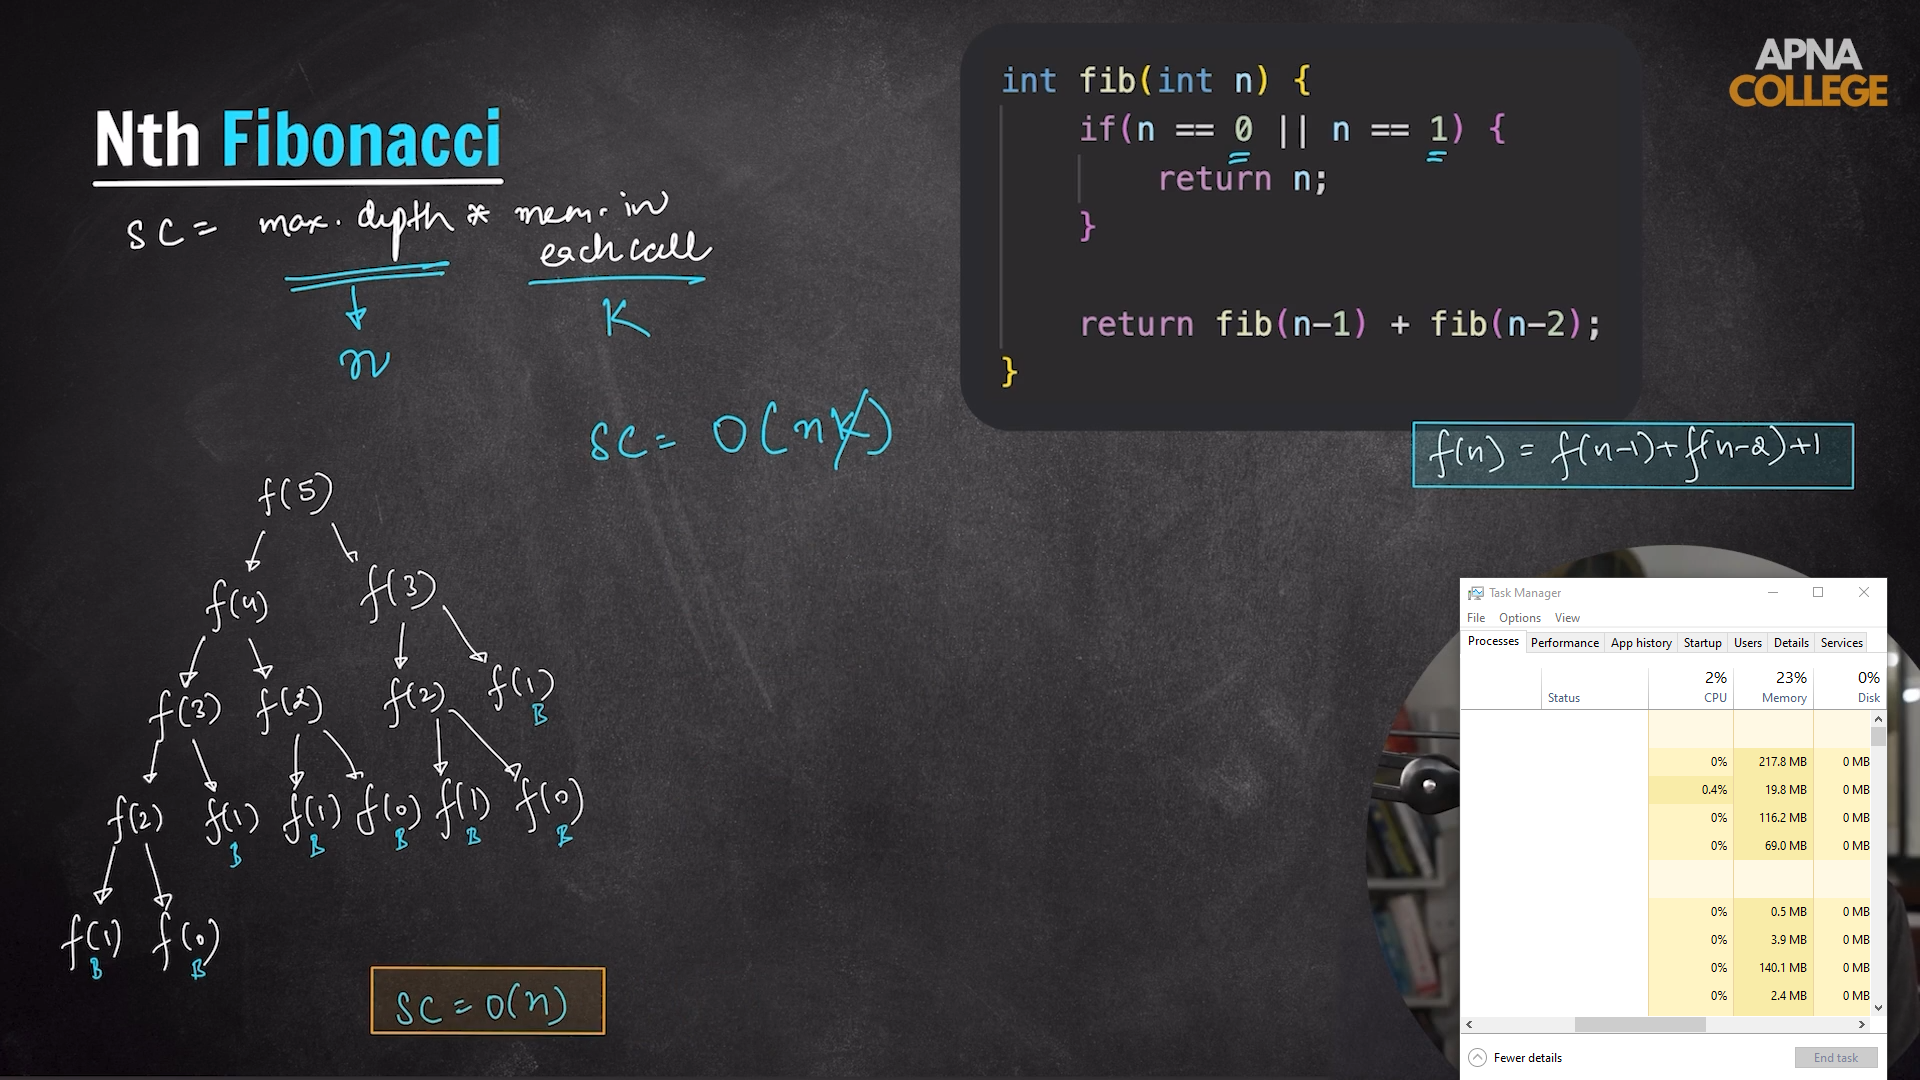 APNA
COLLEGE
Nth Fibonacci
SC = max. depth * mem. in
each call
n
K
SC = O(nK)
int fib(int n) {
if(n == 0 || n == 1) {
return n;
}
return fib(n-1) + fib(n-2);
}
f(n) = f(n-1)+f(n-2)+1
f(5)
f(4) f(3)
f(3) f(2) f(2) f(1)
B
f(2) f(1) f(1) f(0) f(1) f(0)
B B B B B
f(1) f(0)
B B
SC = O(n)
Task Manager
File Options View
Processes Performance App history Startup Users Details Services
2% 23% 0%
Status CPU Memory Disk
0% 217.8 MB 0 MB
0.4% 19.8 MB 0 MB
0% 116.2 MB 0 MB
0% 69.0 MB 0 MB
0% 0.5 MB 0 MB
0% 3.9 MB 0 MB
0% 140.1 MB 0 MB
0% 2.4 MB 0 MB
Fewer details End task